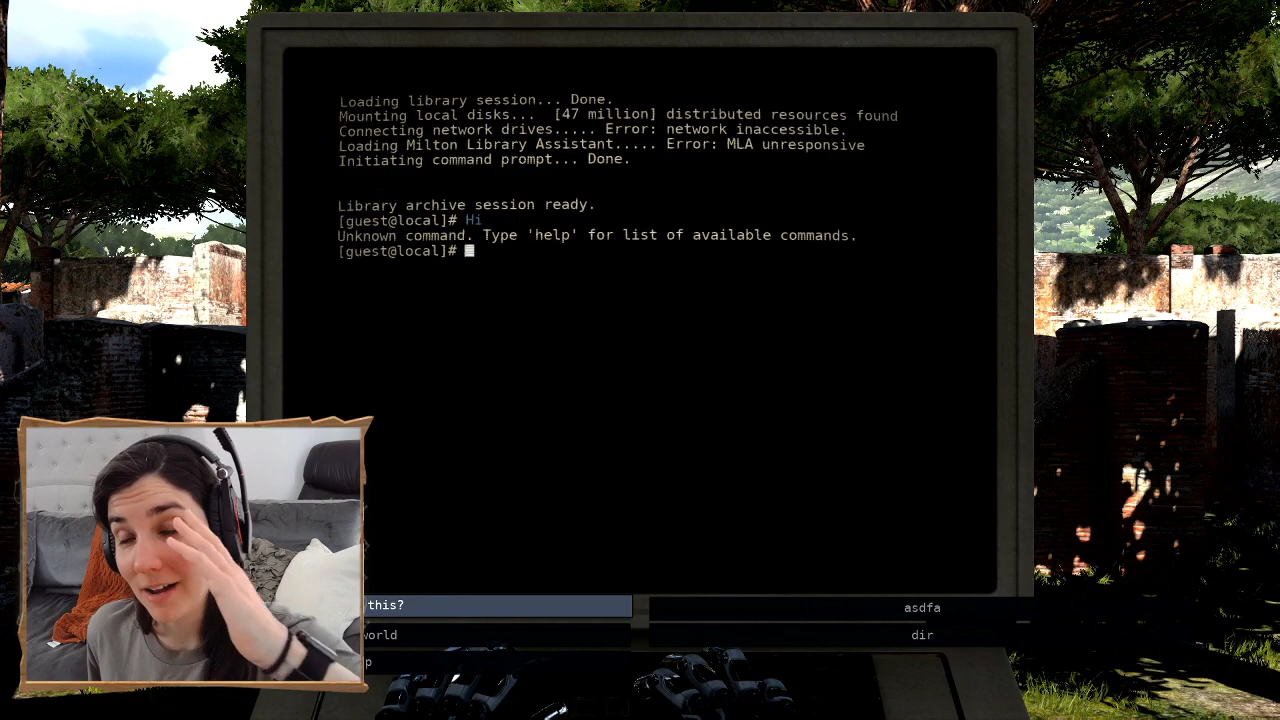 Loading library session... Done.
Mounting local disks...  [47 million] distributed resources found
Connecting network drives..... Error: network inaccessible.
Loading Milton Library Assistant..... Error: MLA unresponsive
Initiating command prompt... Done.
Library archive session ready.
[guest@local]# Hi
Unknown command. Type 'help' for list of available commands.
[guest@local]#
this?
asdfa
world
dir
p